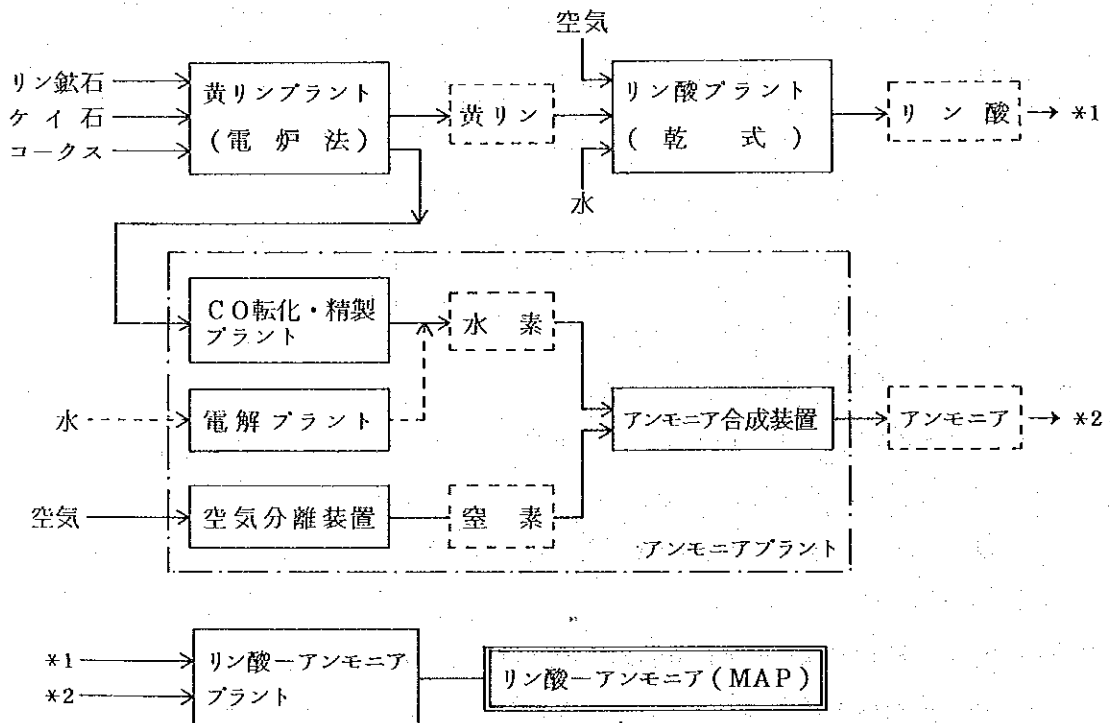 空気
リン鉱石
ケイ石
コークス
黄リンプラント
(電炉法)
黄リン
リン酸プラント
(乾式)
リン酸
*1
水
CO転化・精製
プラント
水素
水
電解プラント
アンモニア合成装置
アンモニア
*2
空気
空気分離装置
窒素
アンモニアプラント
*1
*2
リン酸一アンモニア
プラント
リン酸一アンモニア(MAP)